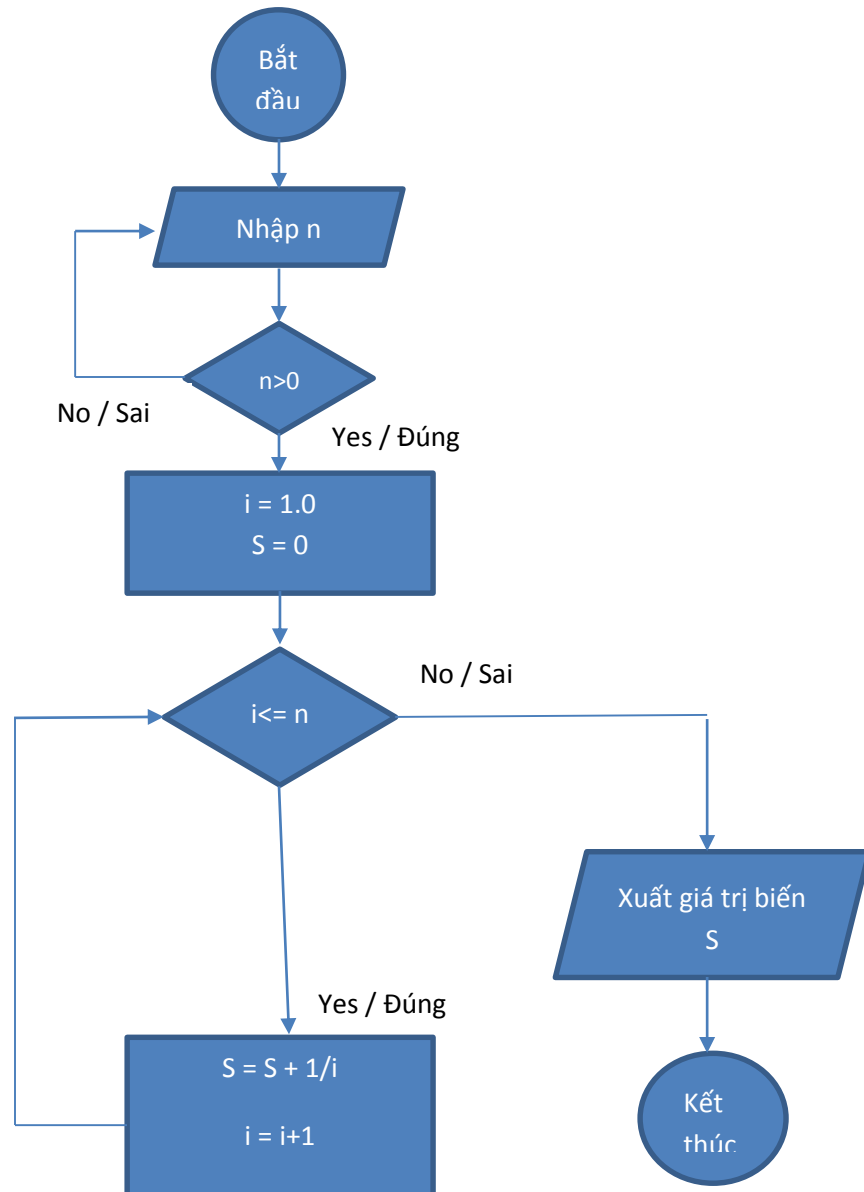 Bắt
đầu
Nhập n
n>0
No / Sai
Yes / Đúng
i = 1.0
S = 0
i<= n
No / Sai
Xuất giá trị biến
S
Yes / Đúng
S = S + 1/i
i = i+1
Kết
thúc